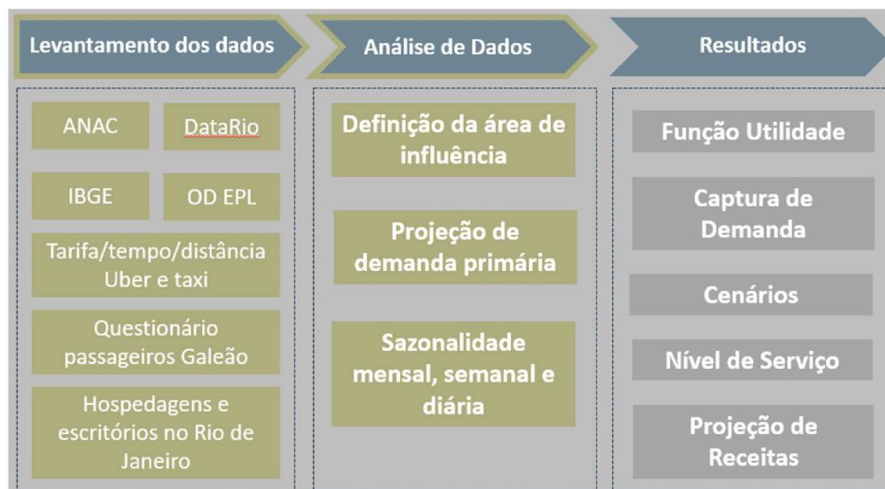 Levantamento dos dados
Análise de Dados
Resultados
ANAC
DataRio
IBGE
OD EPL
Tarifa/tempo/distância
Uber e taxi
Questionário
passageiros Galeão
Hospedagens e
escritórios no Rio de
Janeiro
Definição da área de
influência
Projeção de
demanda primária
Sazonalidade
mensal, semanal e
diária
Função Utilidade
Captura de
Demanda
Cenários
Nível de Serviço
Projeção de
Receitas